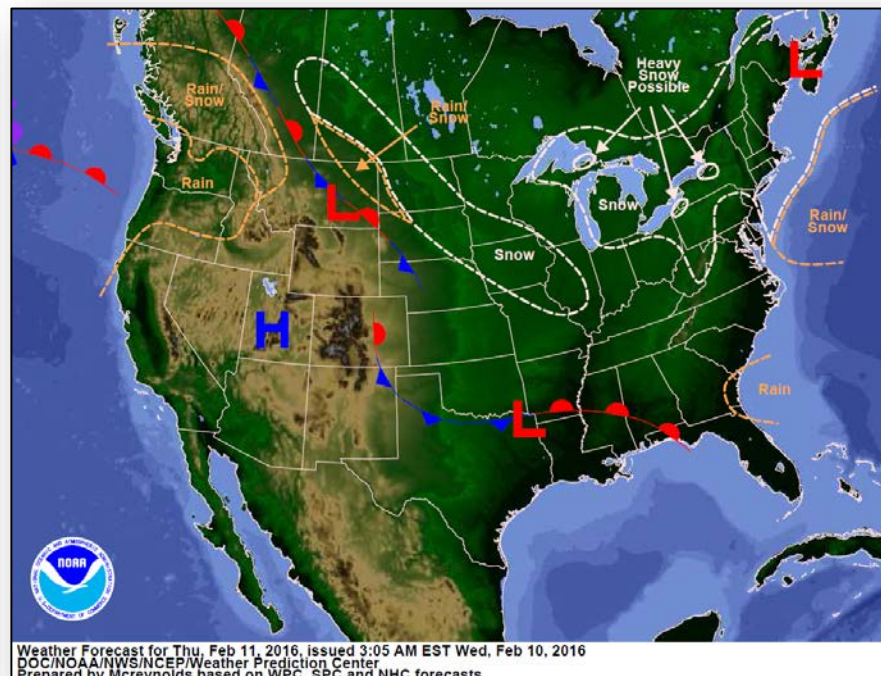 Rain/
Snow
Rain/
Snow
Heavy
Snow
Possible
L
Rain
L
Snow
Rain/
Snow
Snow
H
Rain
L
NOAA
Weather Forecast for Thu, Feb 11, 2016, issued 3:05 AM EST Wed, Feb 10, 2016
DOC/NOAA/NWS/NCEP/Weather Prediction Center
Prepared by Mcreynolds based on WPC, SPC and NHC forecasts